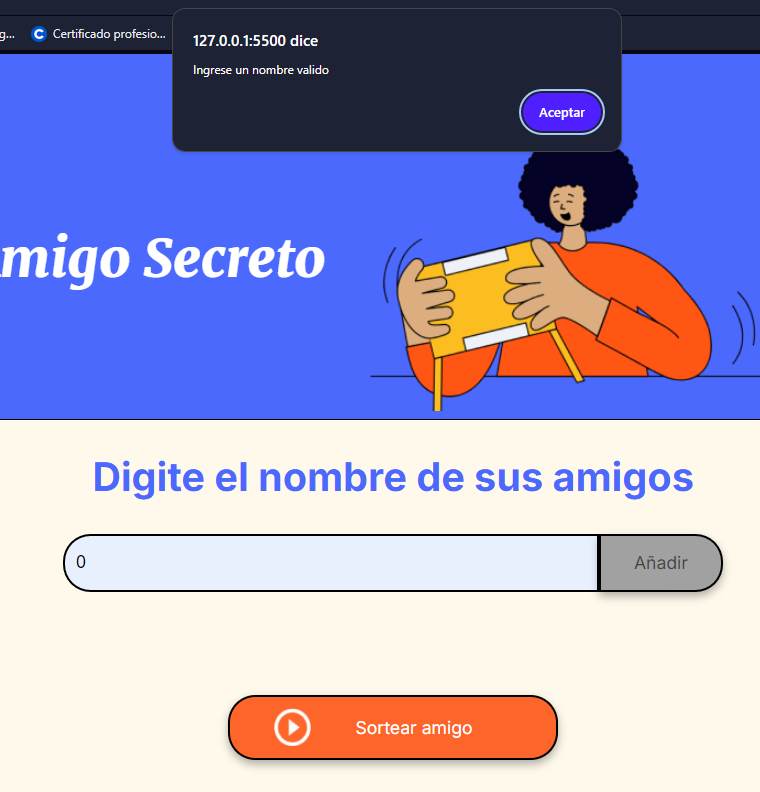 g...
Certificado profesio...
127.0.0.1:5500 dice
Ingrese un nombre valido
Aceptar
migo Secreto
Digite el nombre de sus amigos
0
Añadir
Sortear amigo